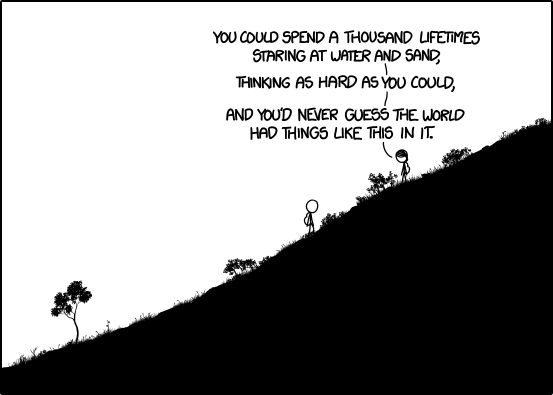 YOU COULD SPEND A THOUSAND LIFETIMES
STARING AT WATER AND SAND,
THINKING AS HARD AS YOU COULD,
AND YOU'D NEVER GUESS THE WORLD
HAD THINGS LIKE THIS IN IT.